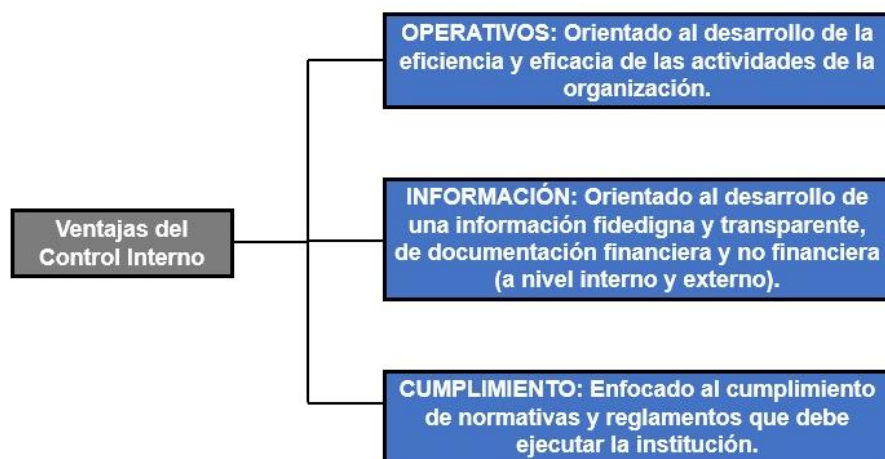 OPERATIVOS: Orientado al desarrollo de la
eficiencia y eficacia de las actividades de la
organización.
Ventajas del
Control Interno
INFORMACIÓN: Orientado al desarrollo de
una información fidedigna y transparente,
de documentación financiera y no financiera
(a nivel interno y externo).
CUMPLIMIENTO: Enfocado al cumplimiento
de normativas y reglamentos que debe
ejecutar la institución.